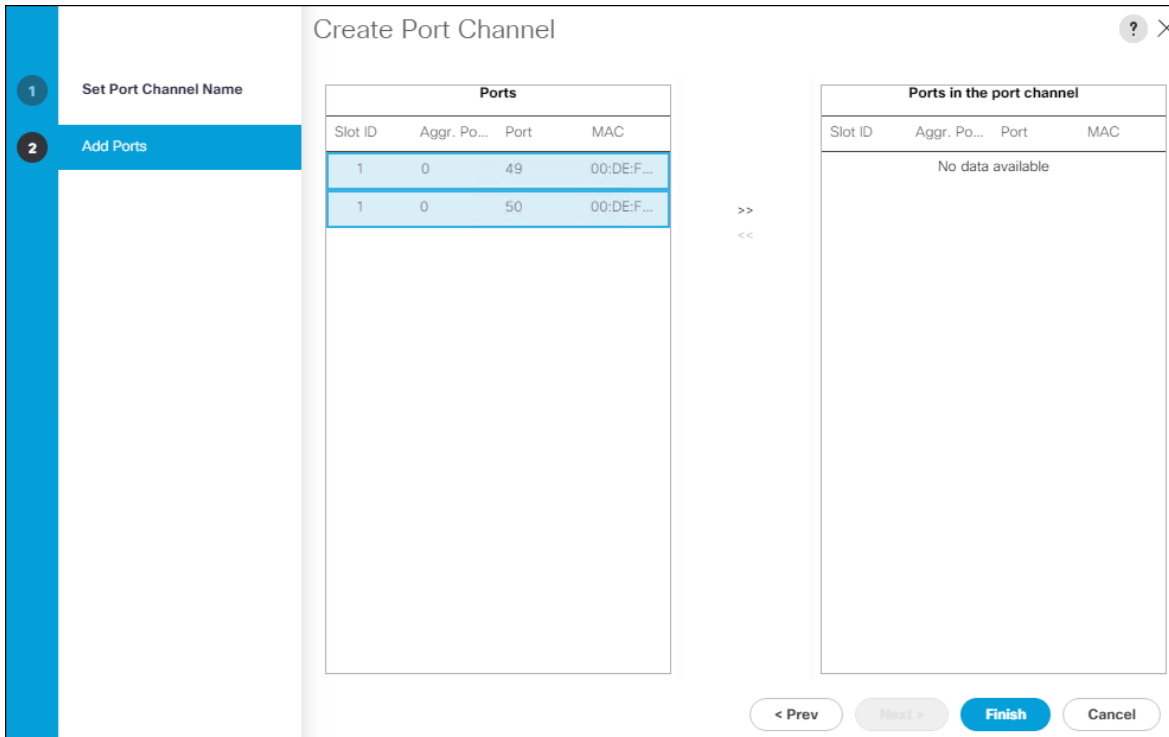 Create Port Channel
?
1 Set Port Channel Name
2 Add Ports
Ports
Slot ID Aggr. Po... Port MAC
1 0 49 00:DE:F...
1 0 50 00:DE:F...
>>
<<
Ports in the port channel
Slot ID Aggr. Po... Port MAC
No data available
< Prev Next > Finish Cancel